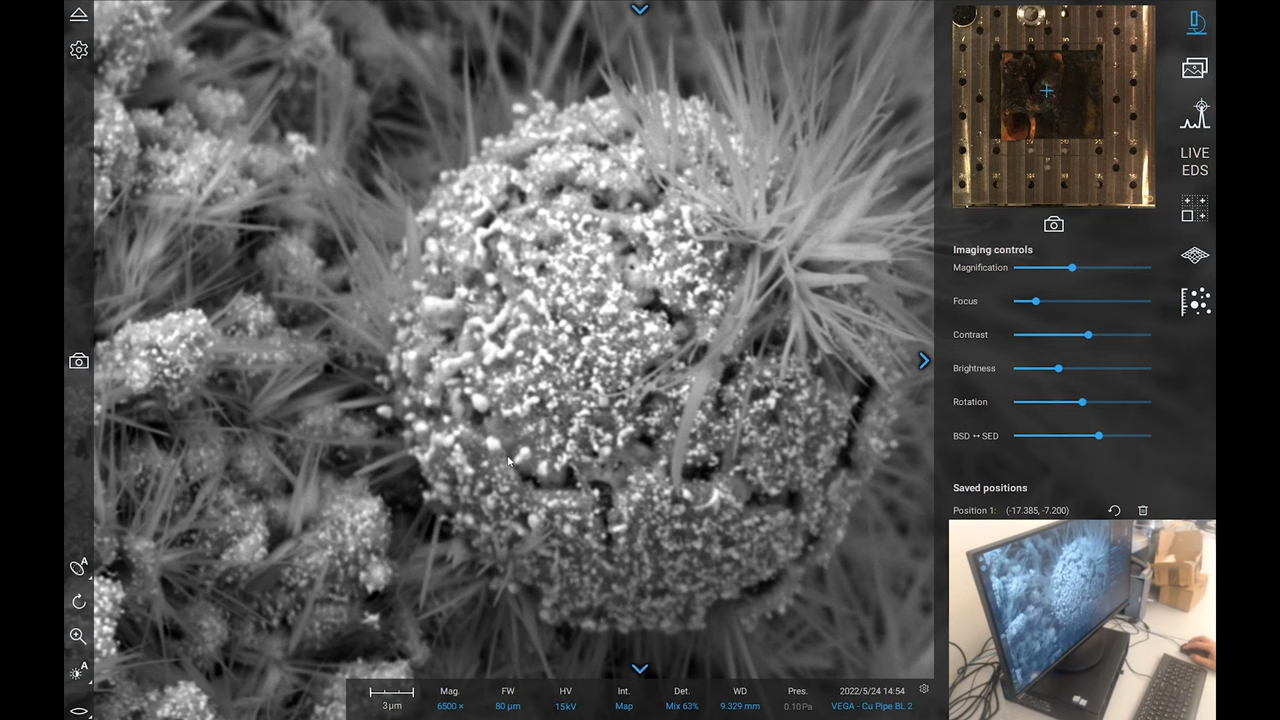 LIVE
EDS
Imaging controls
Magnification
Focus
Contrast
Brightness
Rotation
BSD ↔ SED
Saved positions
Position 1: (-17.385, -7.200)
A
A
3 µm
Mag. FW HV Int. Det. WD Pres. 2022/5/24 14:54
6500 × 80 µm 15kV Map Mix 63% 9.329 mm 0.10 Pa VEGA - Cu Pipe BL 2